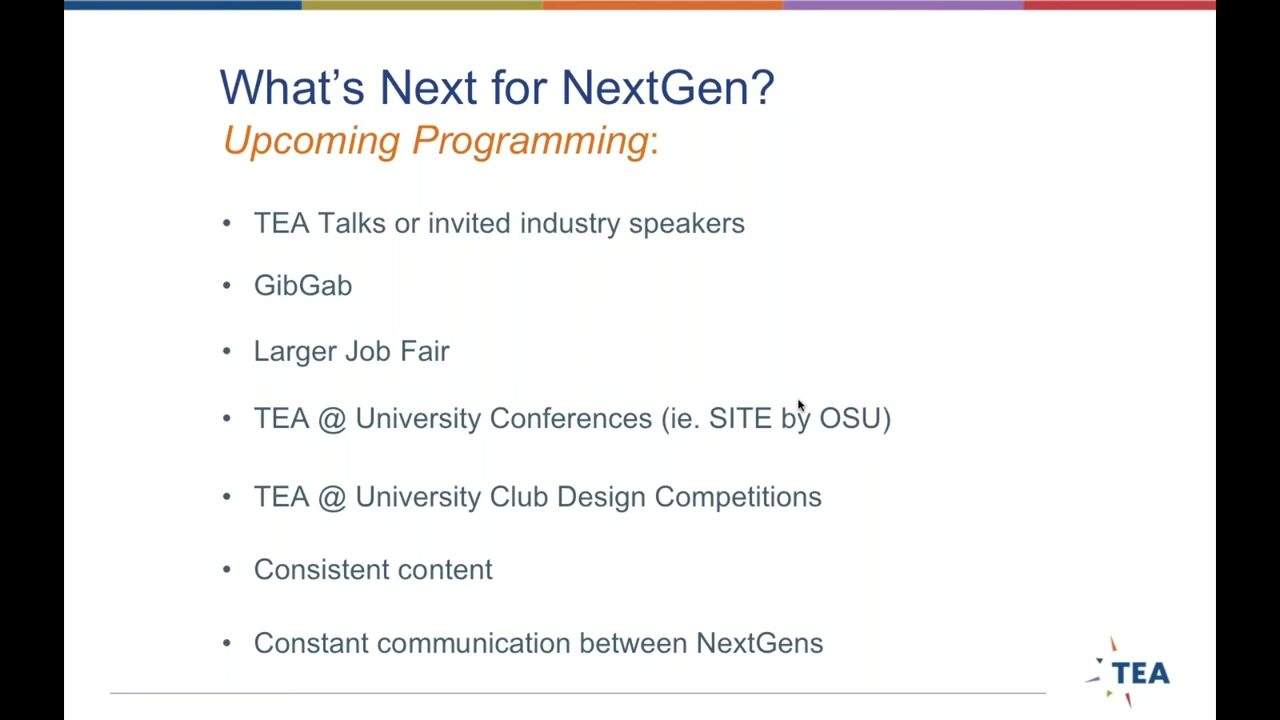 What's Next for NextGen?
Upcoming Programming:
• TEA Talks or invited industry speakers
• GibGab
• Larger Job Fair
• TEA @ University Conferences (ie. SITE by OSU)
• TEA @ University Club Design Competitions
• Consistent content
• Constant communication between NextGens
TEA